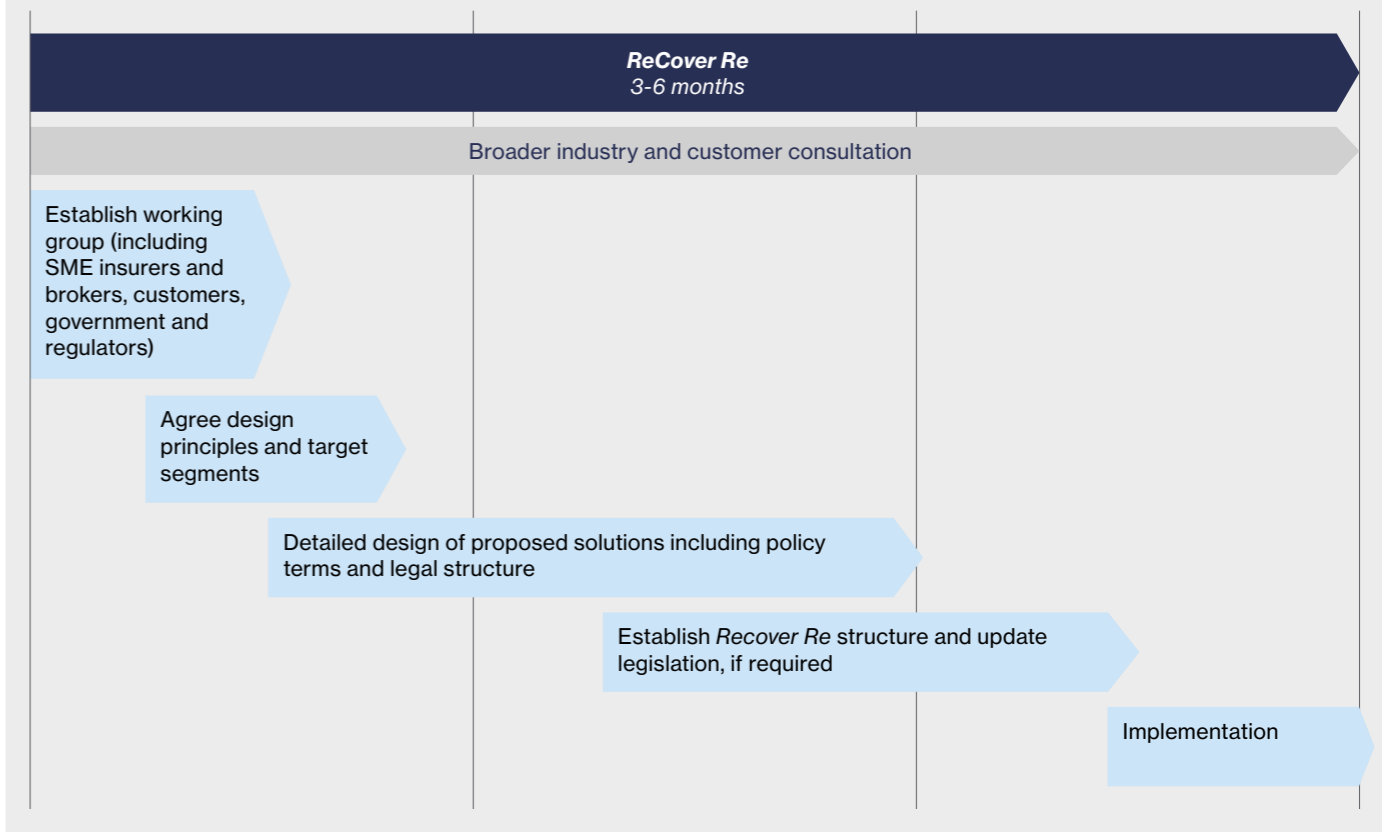 ReCover Re
3-6 months
Broader industry and customer consultation
Establish working
group (including
SME insurers and
brokers, customers,
government and
regulators)
Agree design
principles and target
segments
Detailed design of proposed solutions including policy
terms and legal structure
Establish Recover Re structure and update
legislation, if required
Implementation